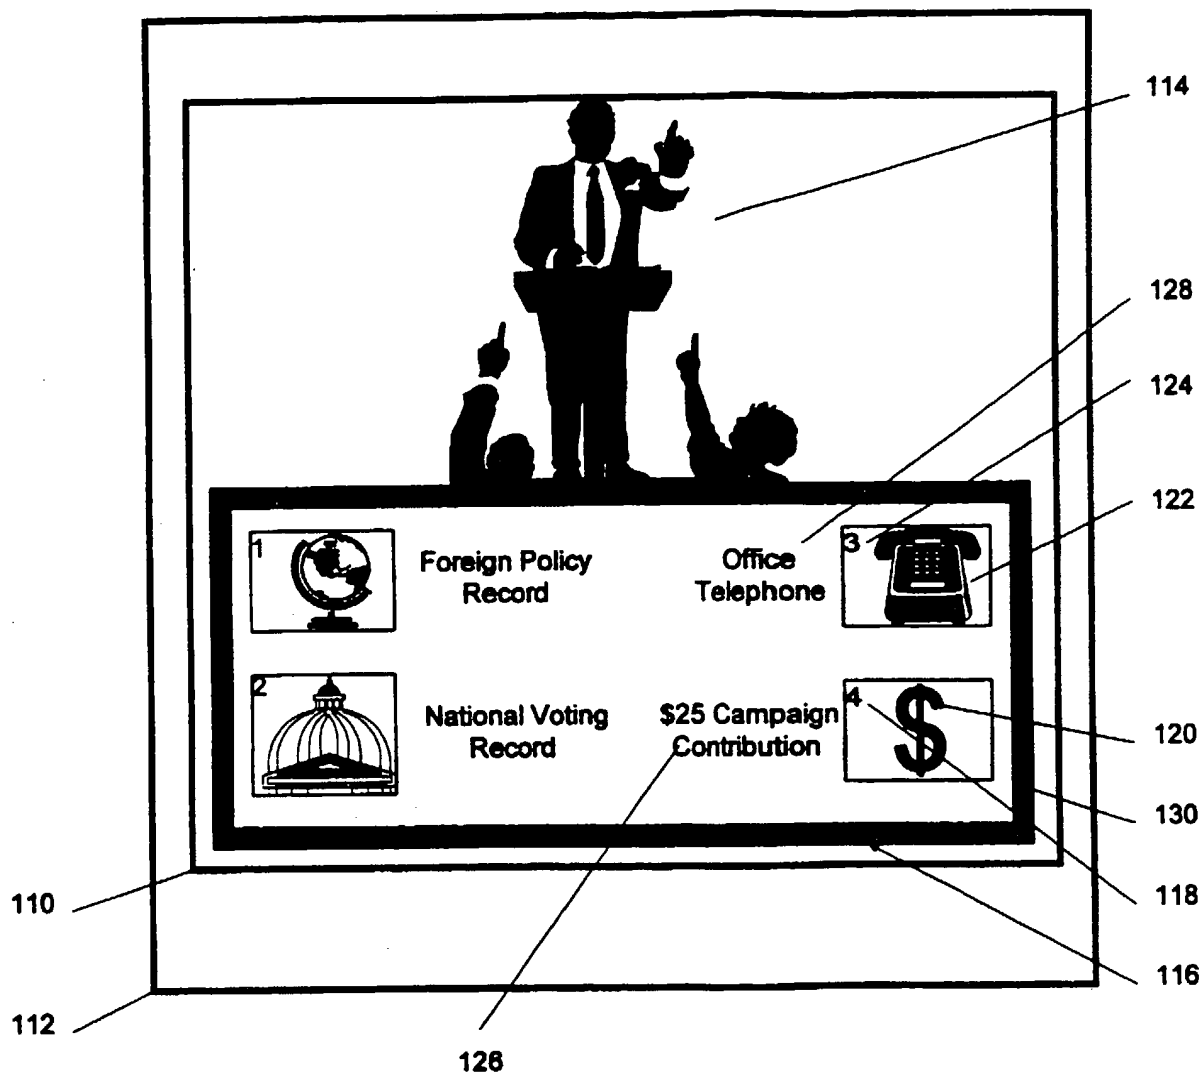 114
128
124
122
1
Foreign Policy
Record
Office
Telephone
3
2
National Voting
Record
$25 Campaign
Contribution
4
120
130
118
116
110
112
126